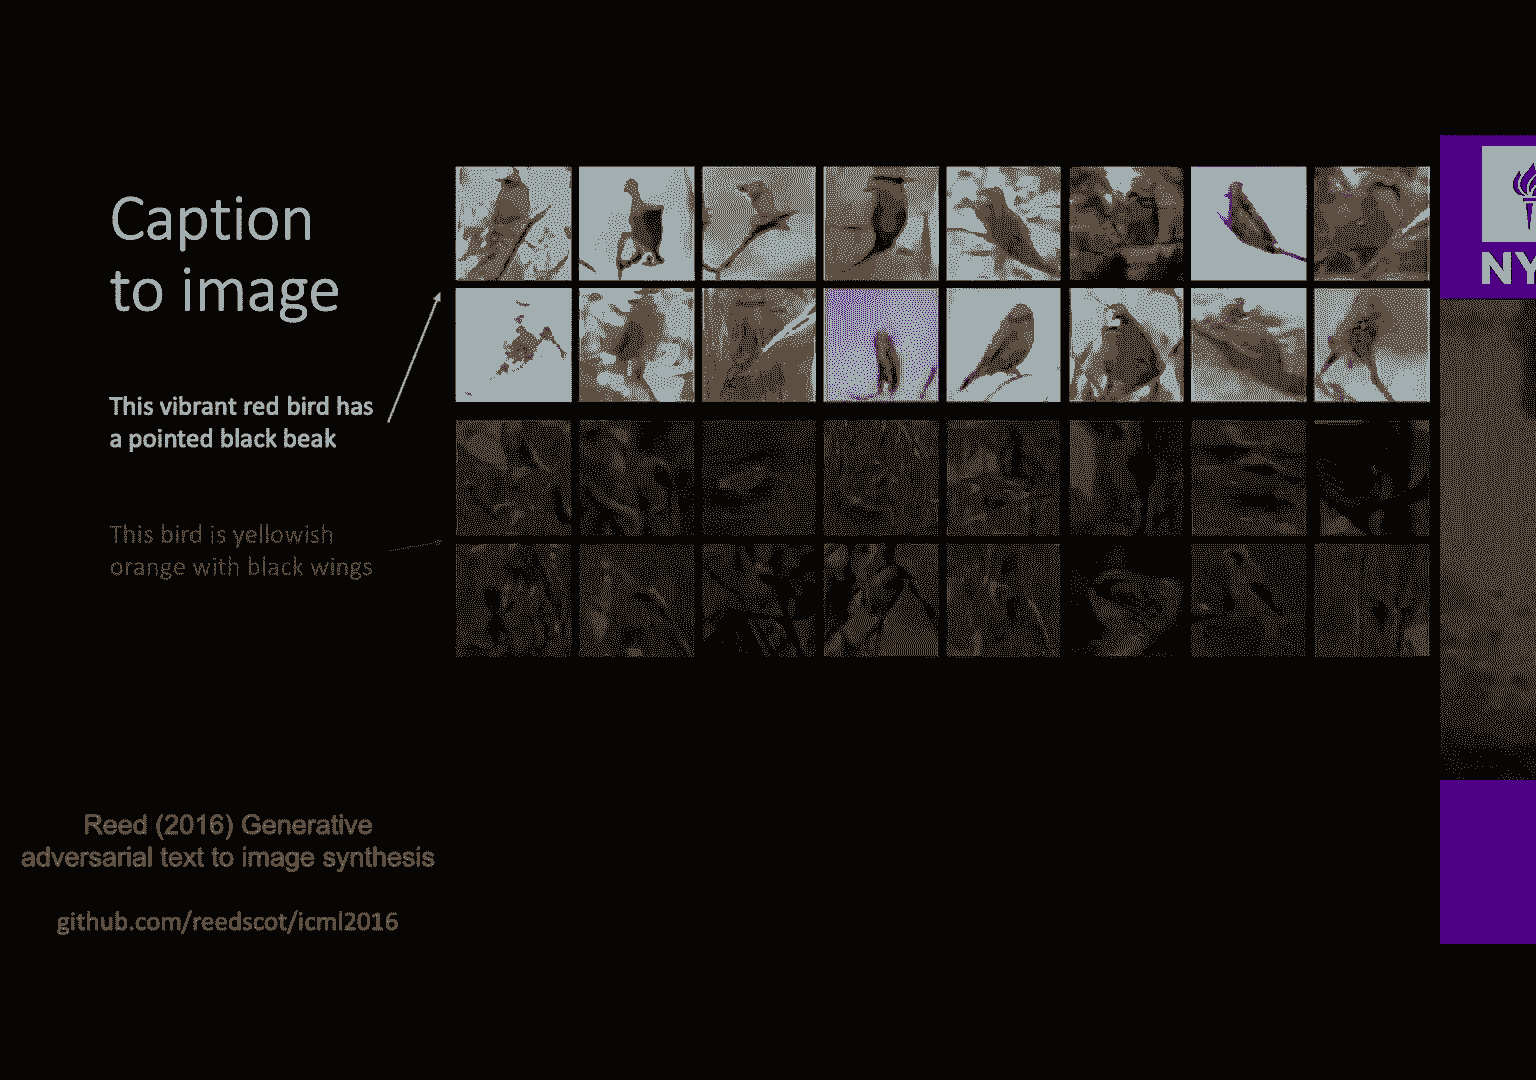 Caption
to image
This vibrant red bird has
a pointed black beak
This bird is yellowish
orange with black wings
Reed (2016) Generative
adversarial text to image synthesis
github.com/reedscot/icml2016
NY